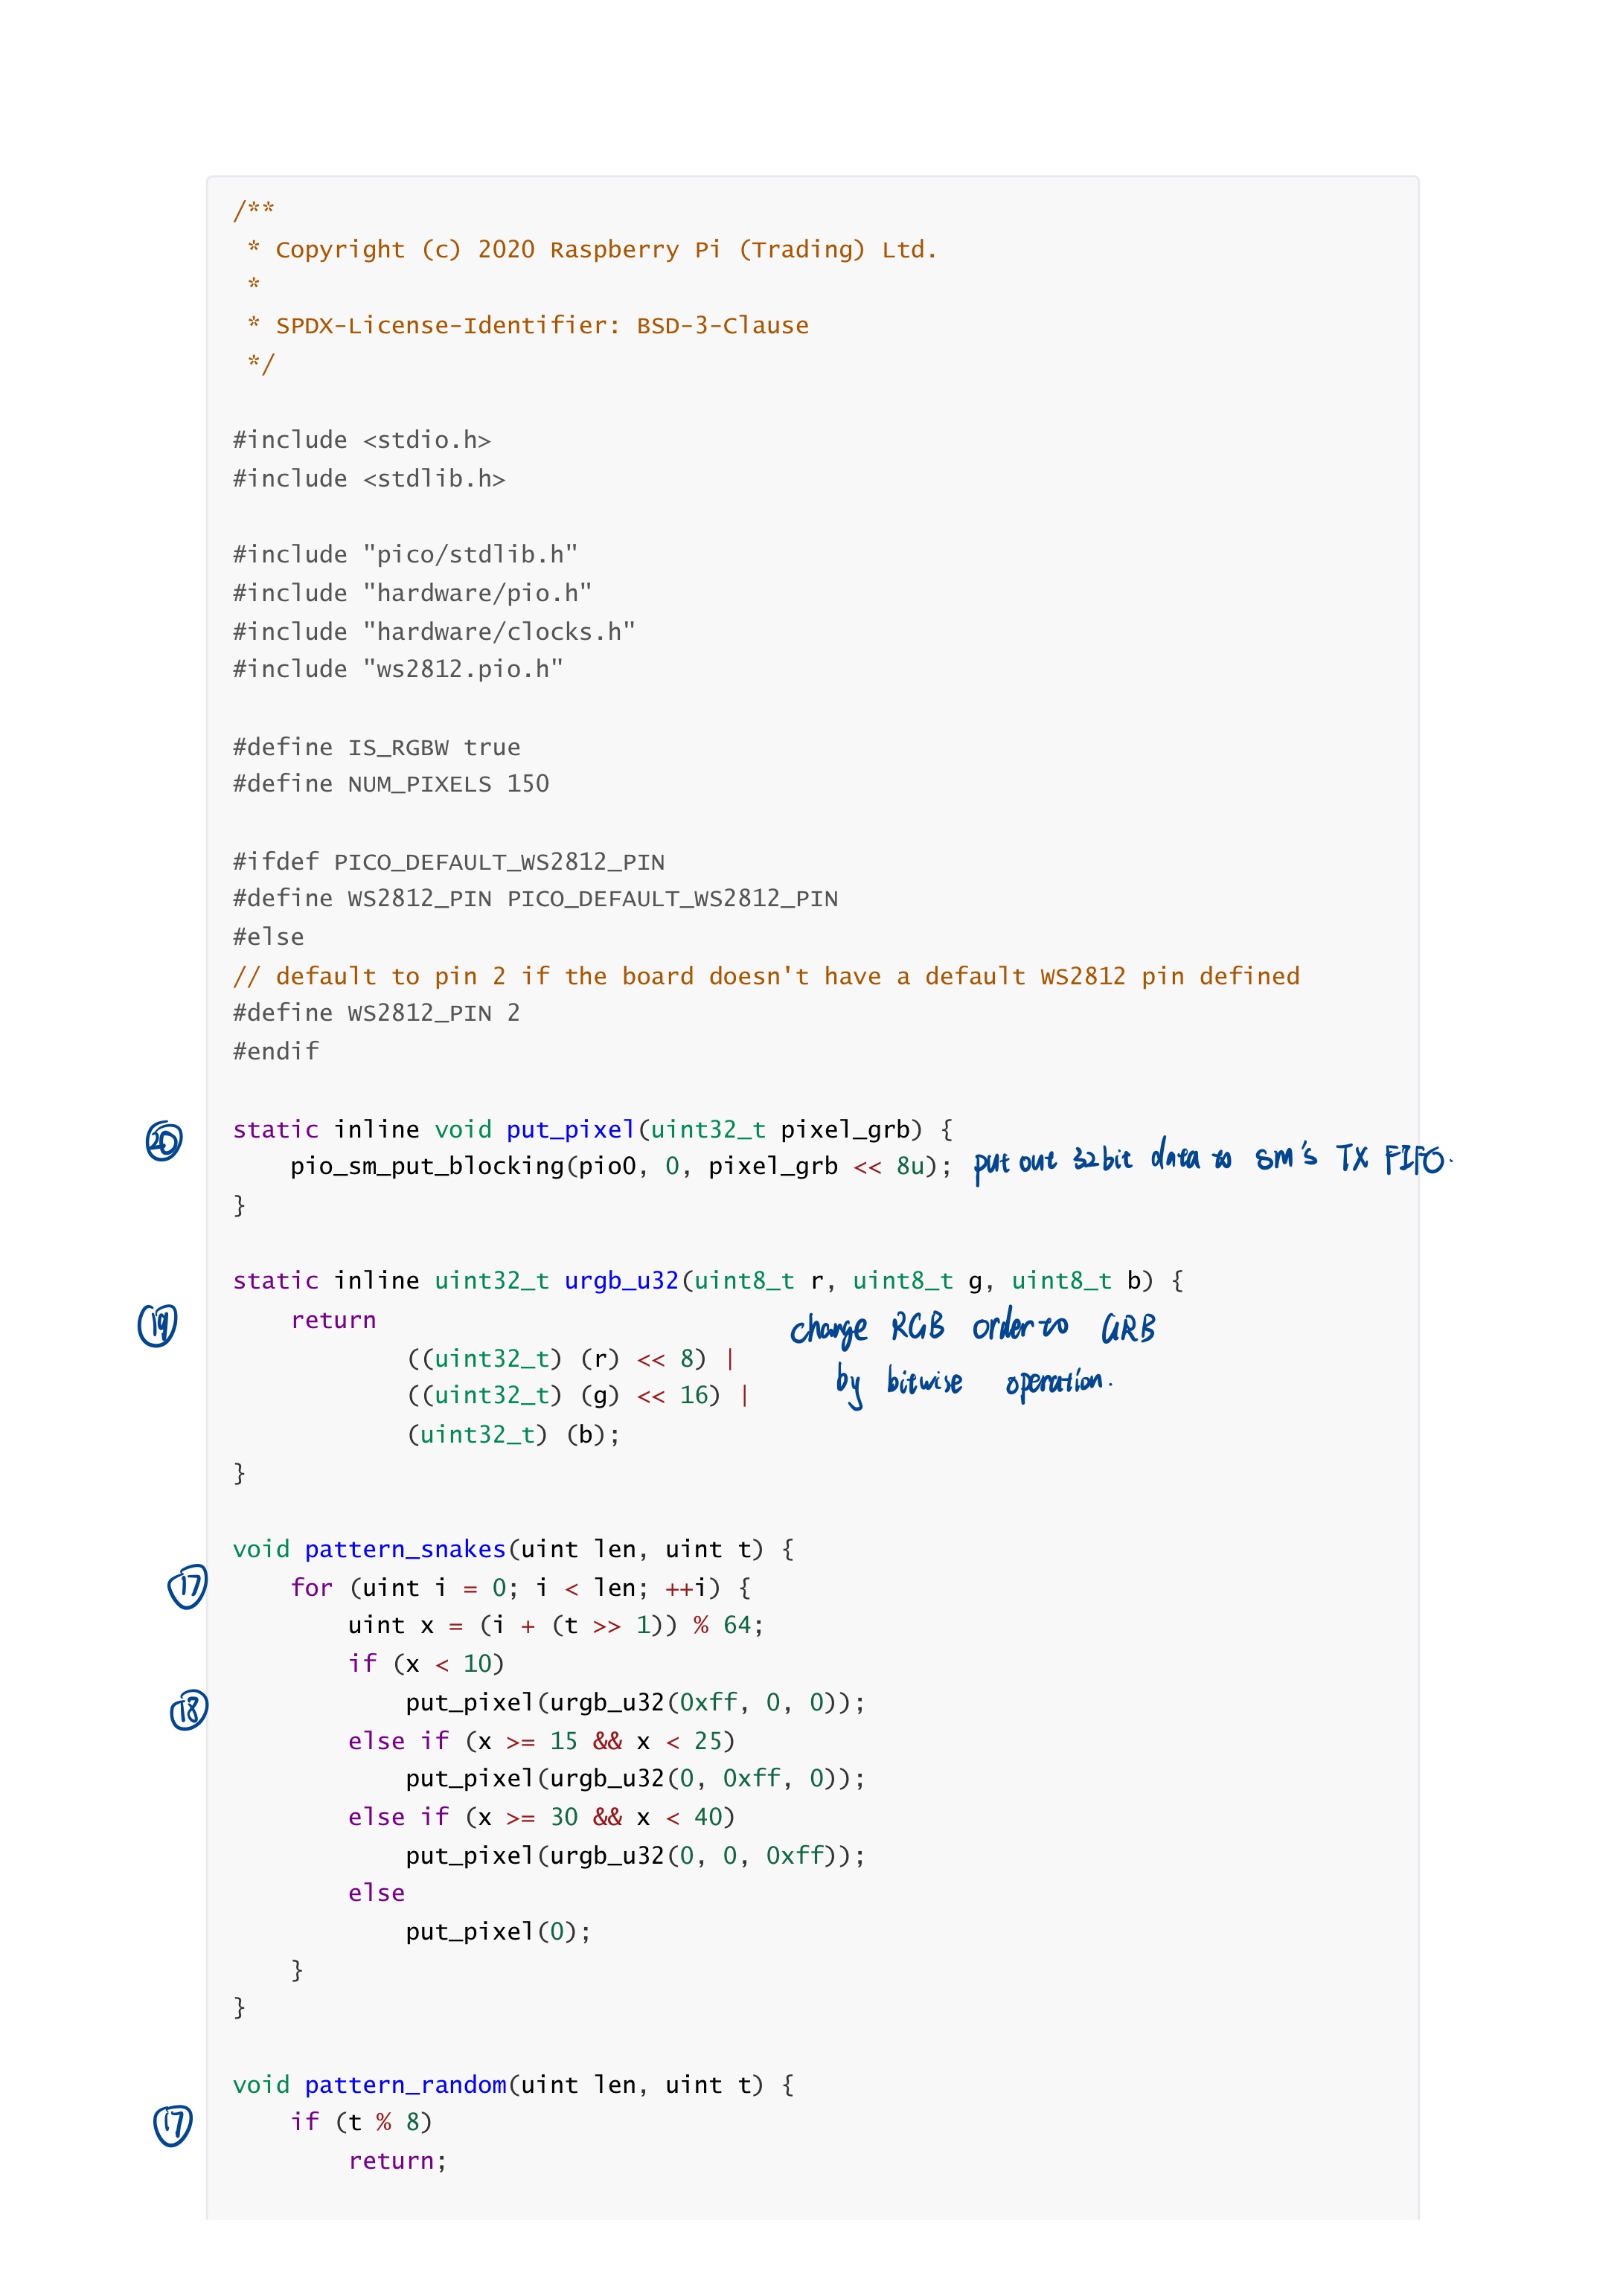 /**
 * Copyright (c) 2020 Raspberry Pi (Trading) Ltd.
 *
 * SPDX-License-Identifier: BSD-3-Clause
 */
#include <stdio.h>
#include <stdlib.h>
#include "pico/stdlib.h"
#include "hardware/pio.h"
#include "hardware/clocks.h"
#include "ws2812.pio.h"
#define IS_RGBW true
#define NUM_PIXELS 150
#ifdef PICO_DEFAULT_WS2812_PIN
#define WS2812_PIN PICO_DEFAULT_WS2812_PIN
#else
// default to pin 2 if the board doesn't have a default WS2812 pin defined
#define WS2812_PIN 2
#endif
20 static inline void put_pixel(uint32_t pixel_grb) {
    pio_sm_put_blocking(pio0, 0, pixel_grb << 8u); put out 32bit data to sm's TX FIFO.
}
static inline uint32_t urgb_u32(uint8_t r, uint8_t g, uint8_t b) {
19     return change RGB order to GRB
            ((uint32_t) (r) << 8) | by bitwise operation.
            ((uint32_t) (g) << 16) |
            (uint32_t) (b);
}
void pattern_snakes(uint len, uint t) {
17     for (uint i = 0; i < len; ++i) {
        uint x = (i + (t >> 1)) % 64;
        if (x < 10)
18             put_pixel(urgb_u32(0xff, 0, 0));
        else if (x >= 15 && x < 25)
            put_pixel(urgb_u32(0, 0xff, 0));
        else if (x >= 30 && x < 40)
            put_pixel(urgb_u32(0, 0, 0xff));
        else
            put_pixel(0);
    }
}
void pattern_random(uint len, uint t) {
17     if (t % 8)
        return;